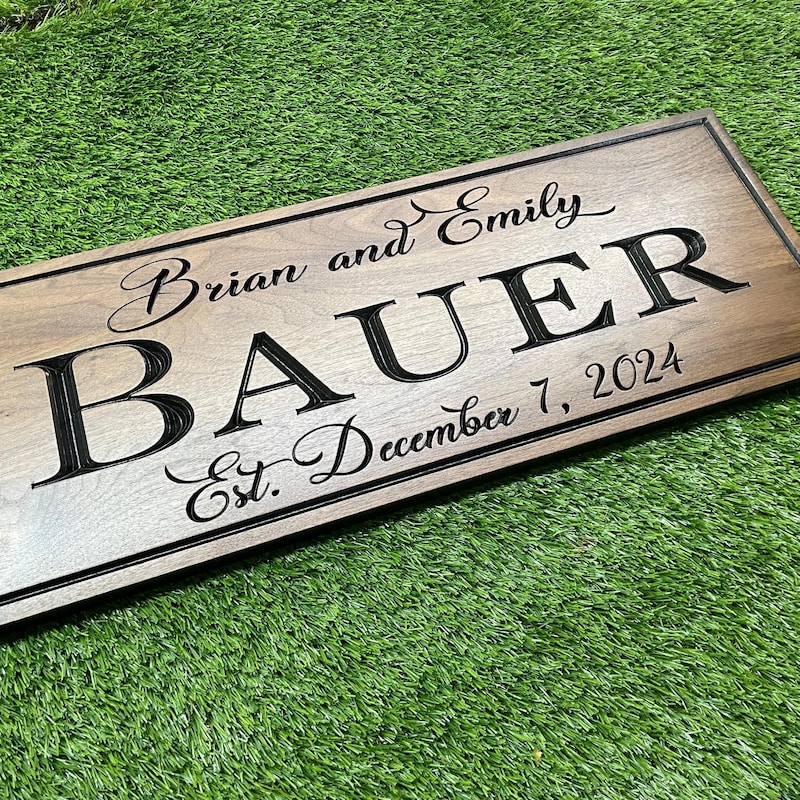 Brian and Emily
BAUER
Est. December 7, 2024